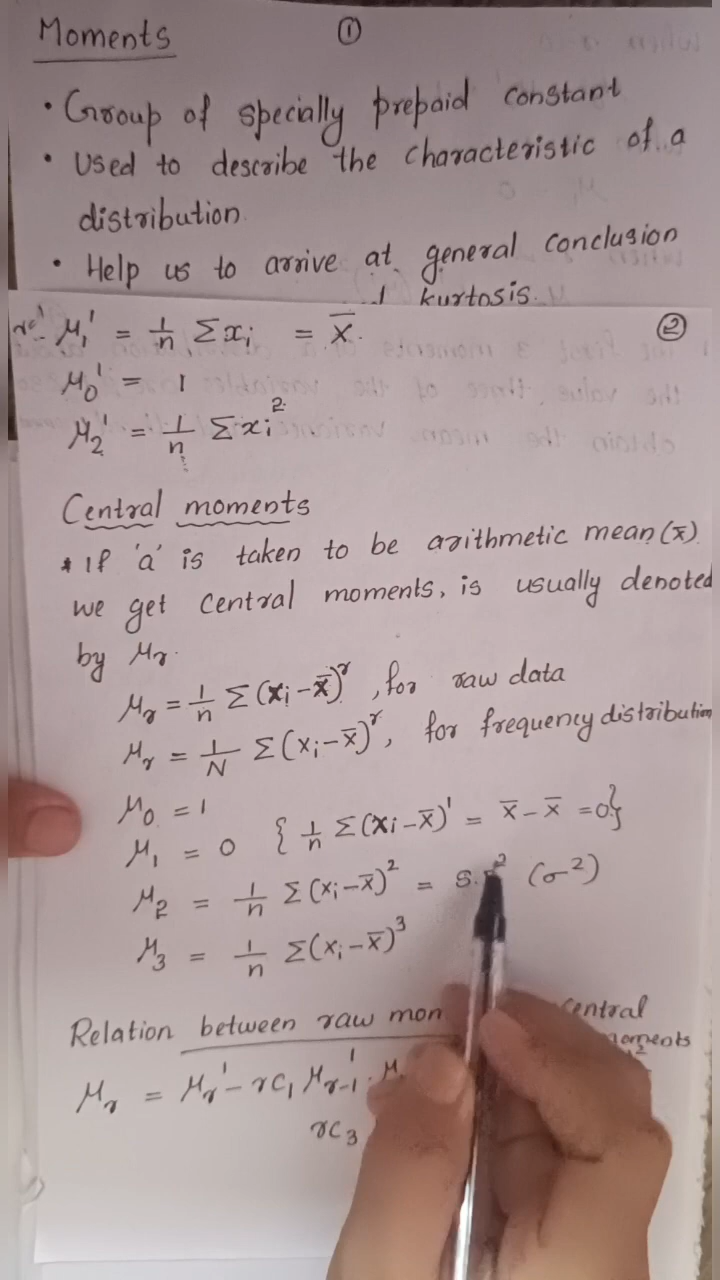 Moments ①
• Group of specially prepaid constant
• Used to describe the characteristic of a
distribution.
• Help us to arrive at general conclusion
kurtosis.
μ₁' = 1/n Σxᵢ = x̄. ②
μ₀' = 1
μ₂' = 1/n Σxᵢ²
Central moments
* If 'a' is taken to be arithmetic mean (x̄)
we get central moments, is usually denoted
by μᵣ.
μᵣ = 1/n Σ(xᵢ-x̄)ʳ, for raw data
μᵣ = 1/N Σ(xᵢ-x̄)ʳ, for frequency distribution
μ₀ = 1
μ₁ = 0 {1/n Σ(xᵢ-x̄)¹ = x̄-x̄ = 0}
μ₂ = 1/n Σ(xᵢ-x̄)² = (σ²)
μ₃ = 1/n Σ(xᵢ-x̄)³
Relation between raw central
moments
μᵣ = μᵣ' - rC₁ μᵣ₋₁' .
rC₃